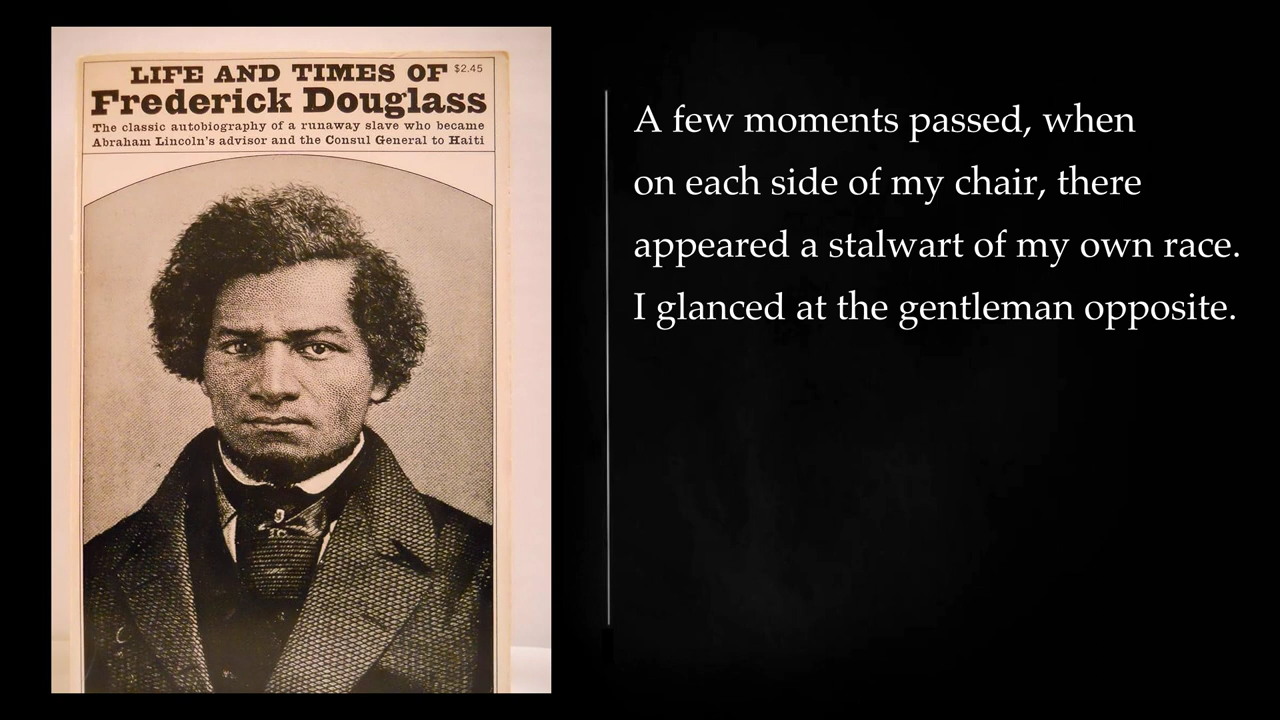 LIFE AND TIMES OF $2.45
Frederick Douglass
The classic autobiography of a runaway slave who became
Abraham Lincoln's advisor and the Consul General to Haiti
A few moments passed, when
on each side of my chair, there
appeared a stalwart of my own race.
I glanced at the gentleman opposite.